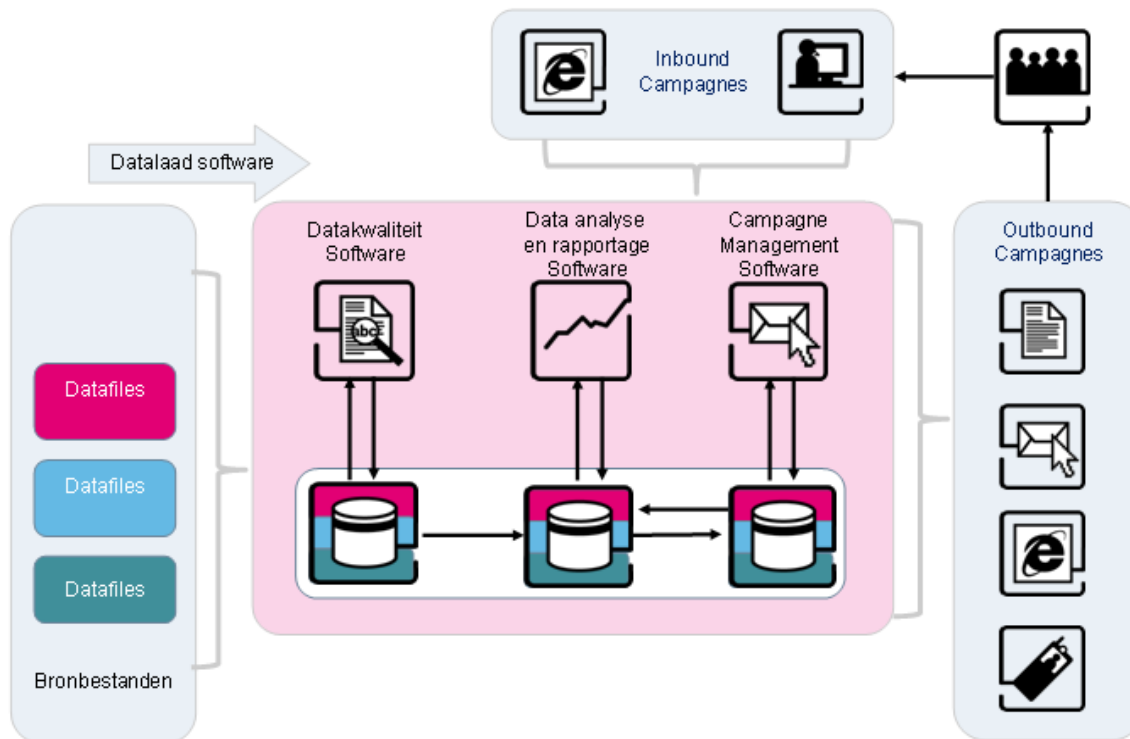 Inbound
Campagnes
Datalaad software
Datakwaliteit
Software
Data analyse
en rapportage
Software
Campagne
Management
Software
Outbound
Campagnes
abc
Datafiles
Datafiles
Datafiles
Bronbestanden